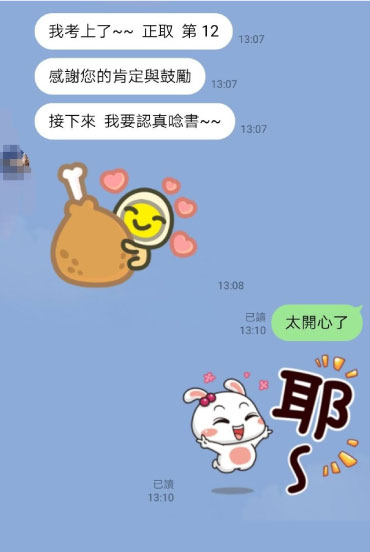 我考上了~~ 正取 第 12
13:07
感謝您的肯定與鼓勵
13:07
接下來 我要認真唸書~~
13:07
13:08
已讀
13:10
太開心了
耶~
已讀
13:10